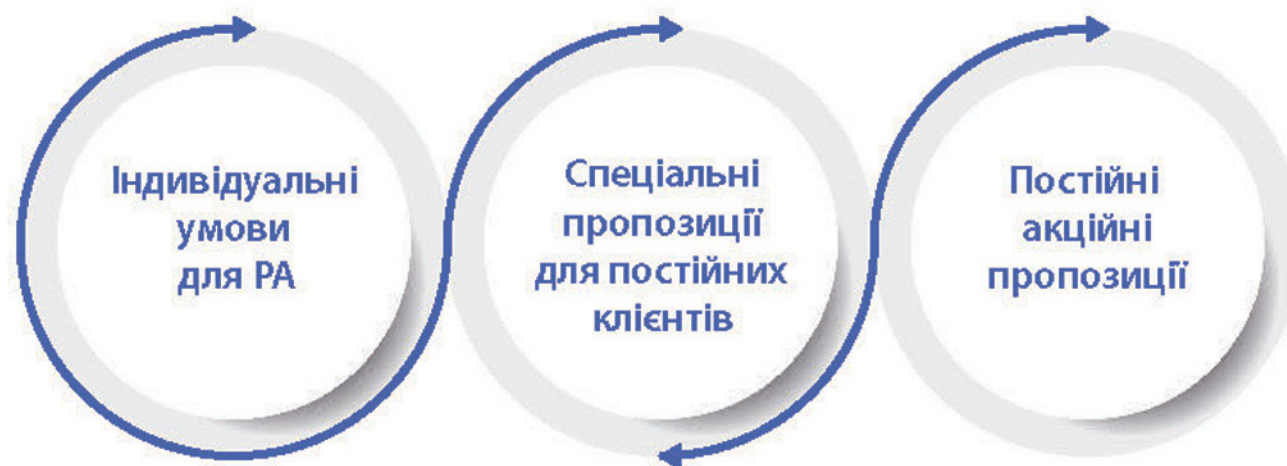 Індивідуальні
умови
для РА
Спеціальні
пропозиції
для постійних
клієнтів
Постійні
акційні
пропозиції